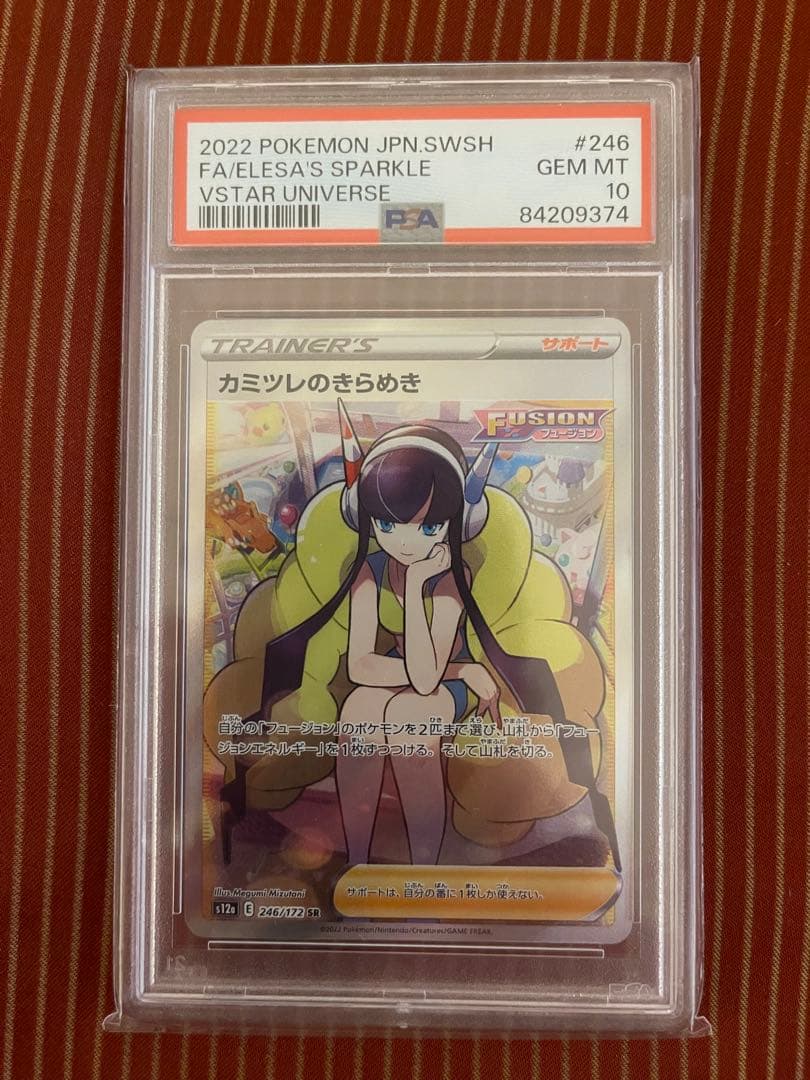 2022 POKEMON JPN.SWSH #246
FA/ELESA'S SPARKLE GEM MT
VSTAR UNIVERSE 10
PSA 84209374
TRAINER'S サポート
カミツレのきらめき
FUSION
フュージョン
自分の「フュージョン」のポケモンを2匹まで選び、山札から「フュー
ジョンエネルギー」を1枚ずつつける。そして山札を切る。
Illus. Megumi Mizutani
サポートは、自分の番に1枚しか使えない。
s12a E 246/172 SR
©2022 Pokémon/Nintendo/Creatures/GAME FREAK.